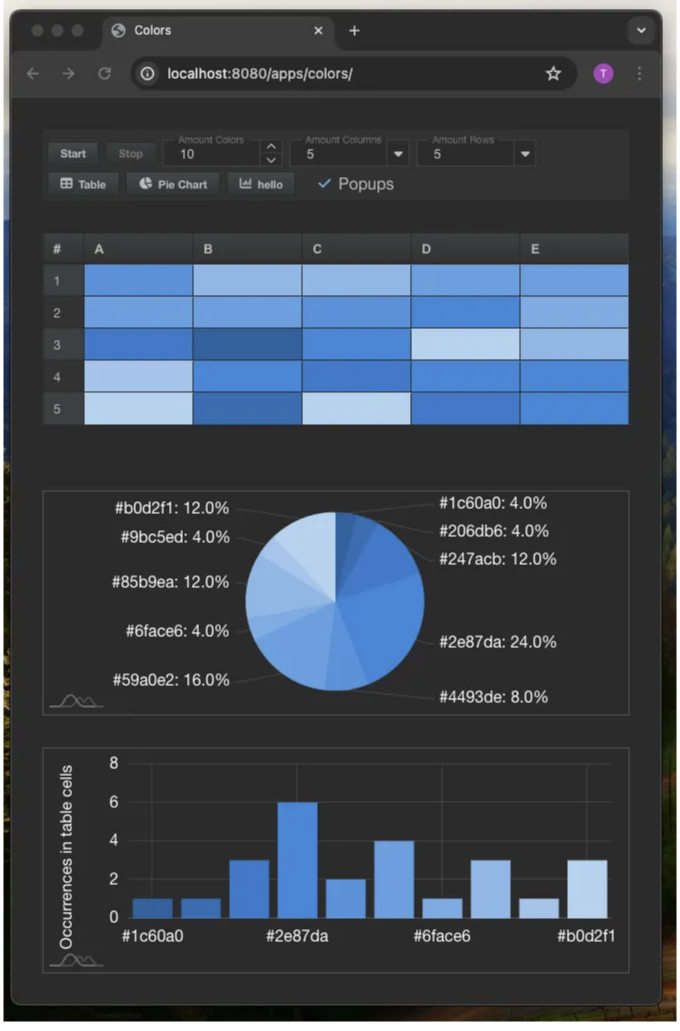 Colors
localhost:8080/apps/colors/
T
Start
Stop
Amount Colors
10
Amount Columns
5
Amount Rows
5
Table
Pie Chart
hello
Popups
# A B C D E
1
2
3
4
5
#b0d2f1: 12.0%
#9bc5ed: 4.0%
#85b9ea: 12.0%
#6face6: 4.0%
#59a0e2: 16.0%
#1c60a0: 4.0%
#206db6: 4.0%
#247acb: 12.0%
#2e87da: 24.0%
#4493de: 8.0%
Occurrences in table cells
8
6
4
2
0
#1c60a0 #2e87da #6face6 #b0d2f1